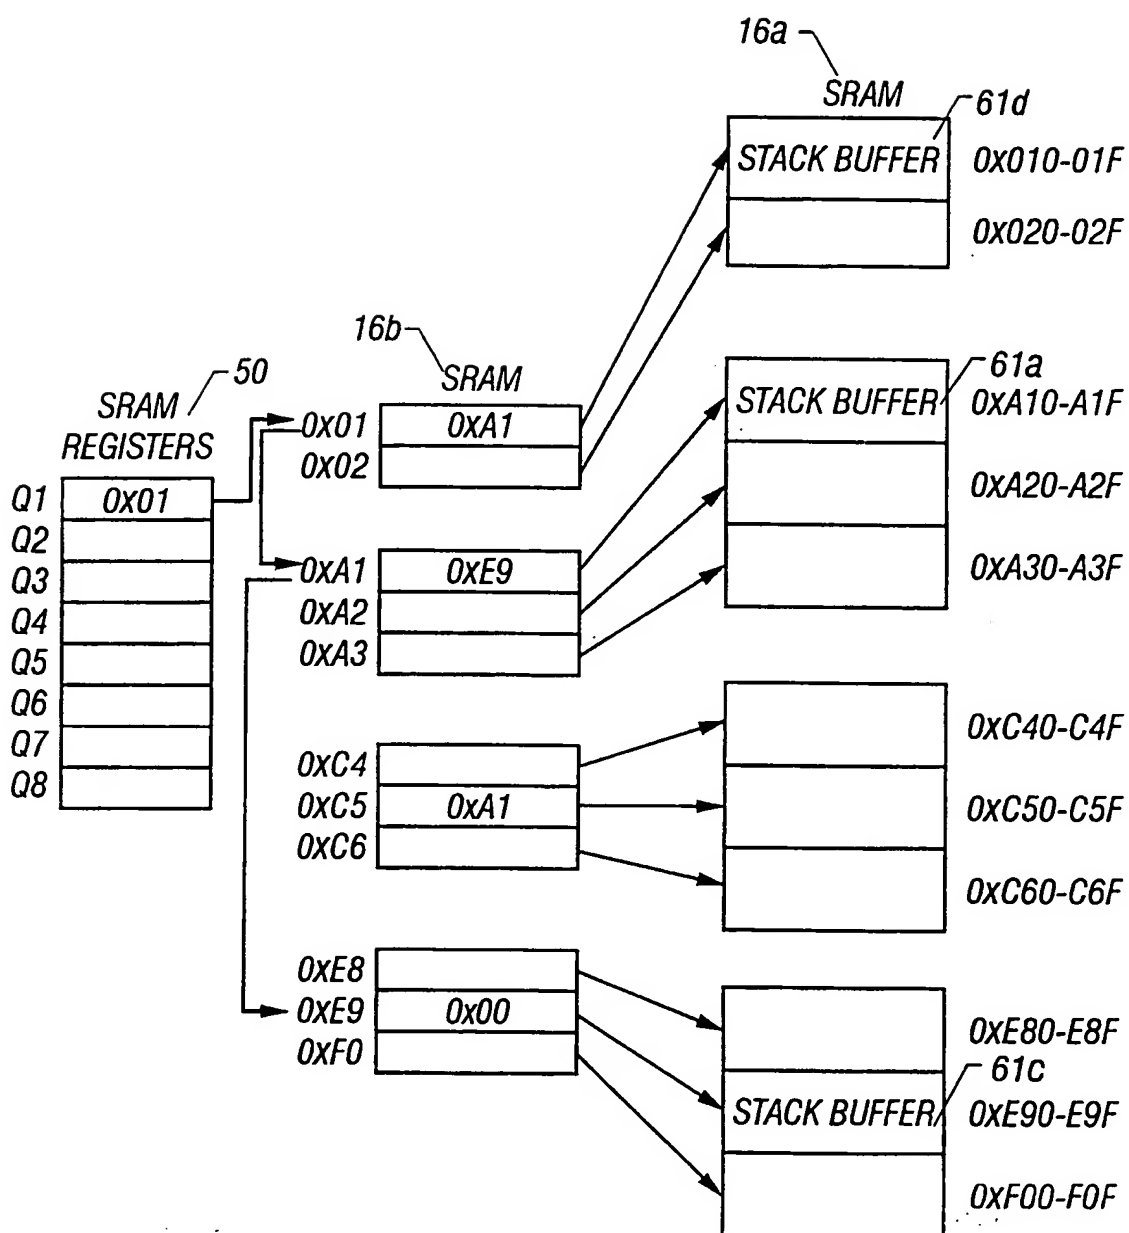 16a
SRAM
61d
STACK BUFFER 0X010-01F
0X020-02F
16b
SRAM
50
SRAM
REGISTERS
Q1 0X01
Q2
Q3
Q4
Q5
Q6
Q7
Q8
0X01 0XA1
0X02
0XA1 0XE9
0XA2
0XA3
0XC4
0XC5 0XA1
0XC6
0XE8
0XE9 0X00
0XF0
61a
STACK BUFFER 0XA10-A1F
0XA20-A2F
0XA30-A3F
0XC40-C4F
0XC50-C5F
0XC60-C6F
0XE80-E8F
61c
STACK BUFFER 0XE90-E9F
0XF00-F0F